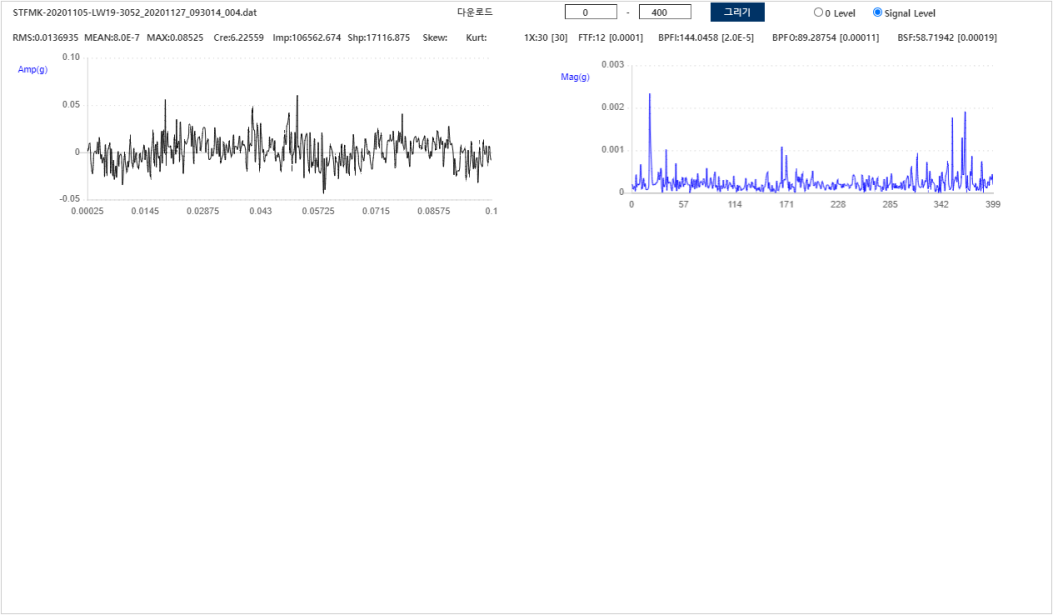 STFMK-20201105-LW19-3052_20201127_093014_004.dat 다운로드 0 - 400 그리기 0 Level Signal Level
RMS:0.0136935 MEAN:8.0E-7 MAX:0.08525 Cre:6.22559 Imp:106562.674 Shp:17116.875 Skew: Kurt: 1X:30 [30] FTF:12 [0.0001] BPFI:144.0458 [2.0E-5] BPFO:89.28754 [0.00011] BSF:58.71942 [0.00019]
Amp(g)
0.10
0.05
0
-0.05
0.00025 0.0145 0.02875 0.043 0.05725 0.0715 0.08575 0.1
Mag(g)
0.003
0.002
0.001
0
0 57 114 171 228 285 342 399